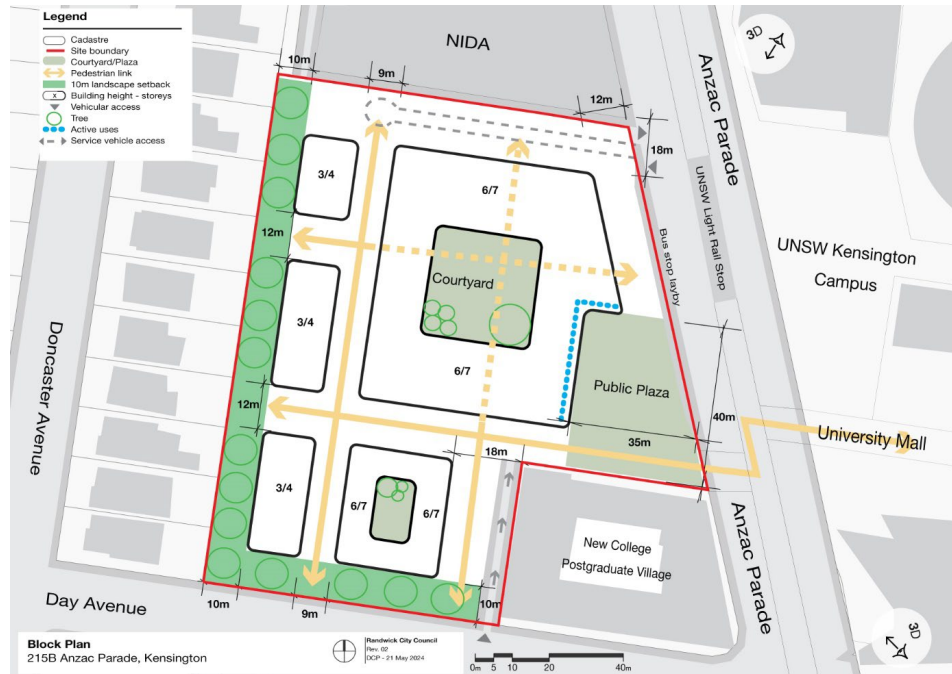 Legend
Cadastre
Site boundary
Courtyard/Plaza
Pedestrian link
10m landscape setback
x
Building height - storeys
Vehicular access
Tree
Active uses
Service vehicle access
NIDA
3D
10m
9m
12m
18m
Anzac Parade
UNSW Light Rail Stop
Bus stop layby
UNSW Kensington
Campus
3/4
6/7
12m
Courtyard
3/4
6/7
Doncaster Avenue
Public Plaza
40m
12m
35m
University Mall
18m
3/4
6/7
6/7
New College
Postgraduate Village
Anzac Parade
10m
Day Avenue
10m
9m
3D
Block Plan
215B Anzac Parade, Kensington
Randwick City Council
Rev. 02
DCP - 21 May 2024
0m 5 10 20 40m